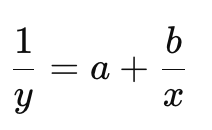 1/y = a + b/x